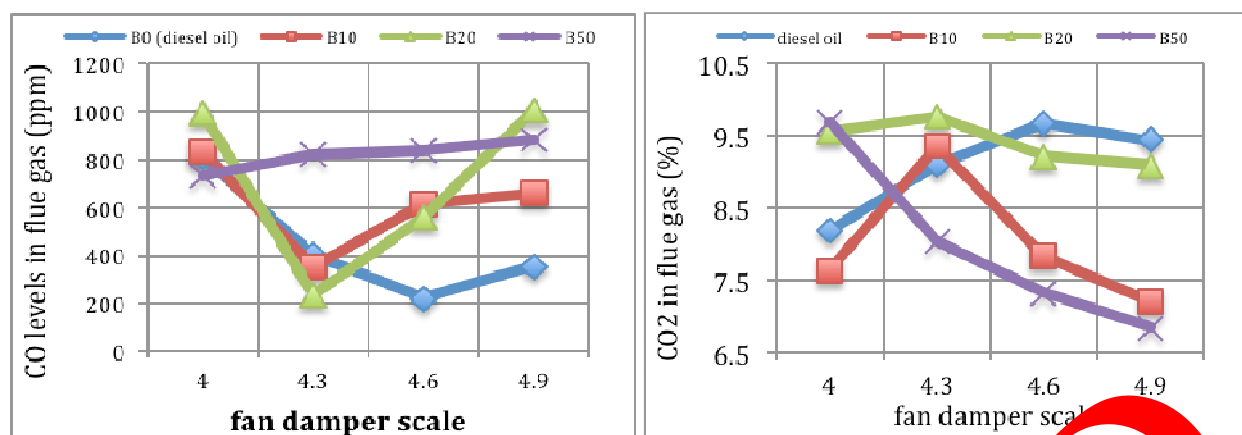 B0 (diesel oil) B10 B20 B50
CO levels in flue gas (ppm)
1200
1000
800
600
400
200
0
4 4.3 4.6 4.9
fan damper scale
diesel oil B10 B20 B50
CO2 in flue gas (%)
10.5
9.5
8.5
7.5
6.5
4 4.3 4.6 4.9
fan damper